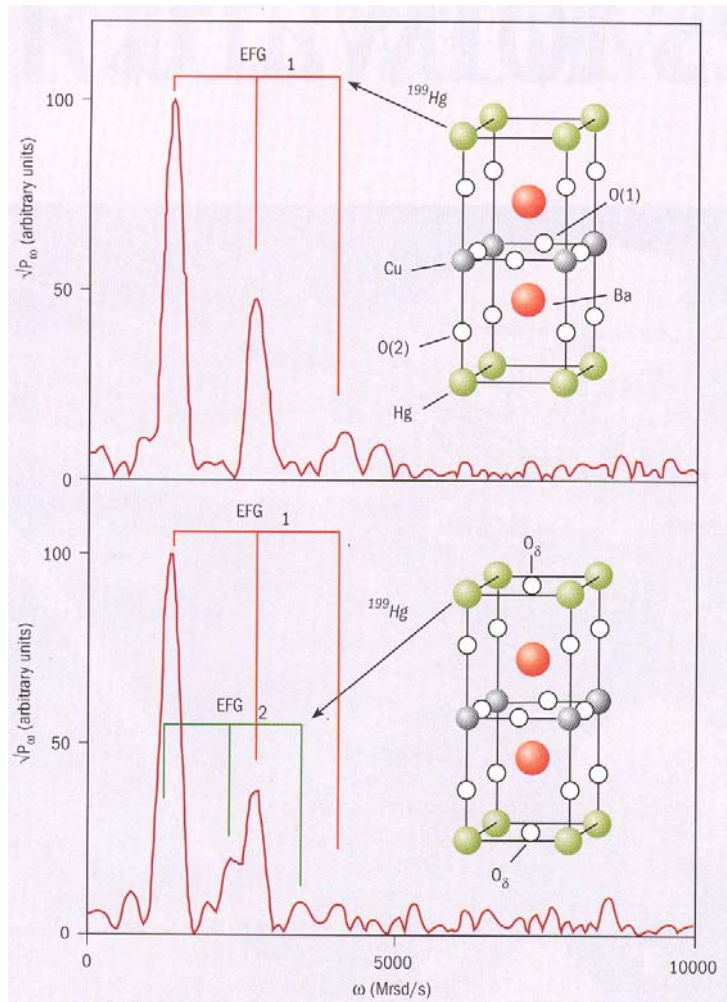 EFG 1
199Hg
100
50
0
√Pω (arbitrary units)
O(1)
Cu
Ba
O(2)
Hg
EFG 1
Oδ
199Hg
100
EFG 2
50
0
√Pω (arbitrary units)
Oδ
0
5000
10000
ω (Mrsd/s)